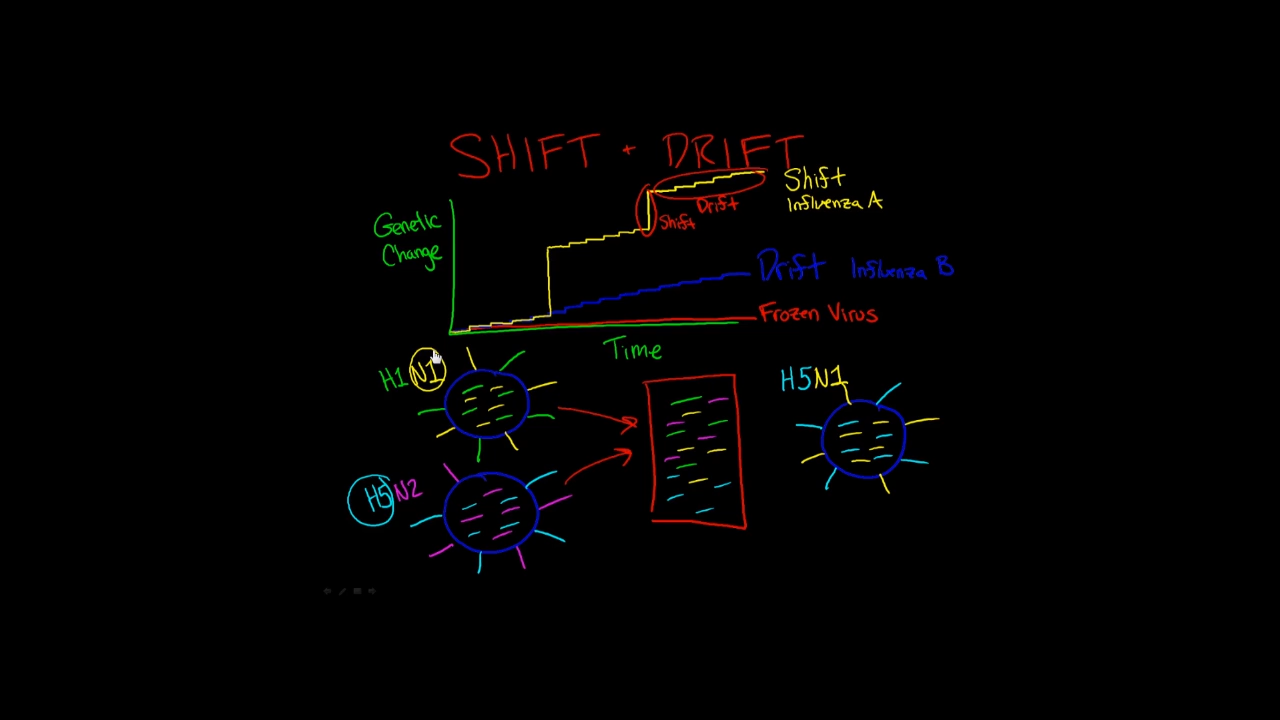 SHIFT + DRIFT
Genetic
Change
Shift
Influenza A
Drift
Shift
Drift Influenza B
Frozen Virus
Time
H1N1
H5N2
H5N1